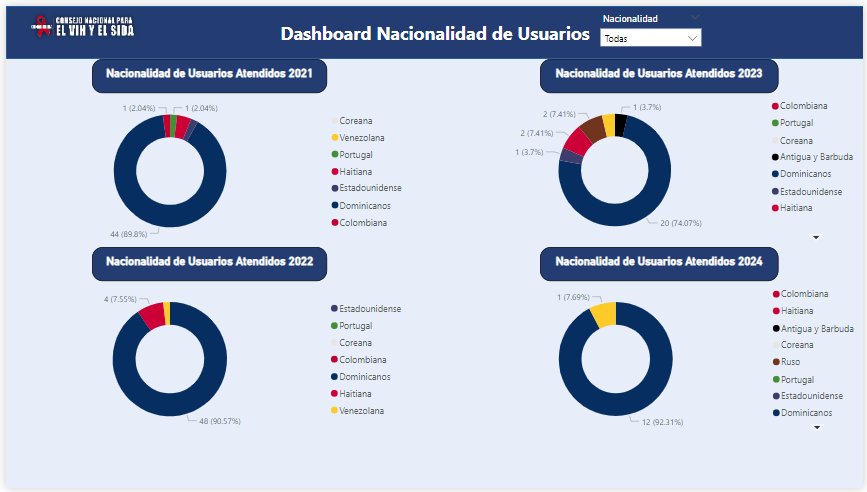 CONSEJO NACIONAL PARA
EL VIH Y EL SIDA
Dashboard Nacionalidad de Usuarios
Nacionalidad
Todas
Nacionalidad de Usuarios Atendidos 2021
1 (2.04%)
1 (2.04%)
44 (89.8%)
Coreana
Venezolana
Portugal
Haitiana
Estadounidense
Dominicanos
Colombiana
Nacionalidad de Usuarios Atendidos 2023
1 (3.7%)
2 (7.41%)
2 (7.41%)
1 (3.7%)
20 (74.07%)
Colombiana
Portugal
Coreana
Antigua y Barbuda
Dominicanos
Estadounidense
Haitiana
Nacionalidad de Usuarios Atendidos 2022
4 (7.55%)
48 (90.57%)
Estadounidense
Portugal
Coreana
Colombiana
Dominicanos
Haitiana
Venezolana
Nacionalidad de Usuarios Atendidos 2024
1 (7.69%)
12 (92.31%)
Colombiana
Haitiana
Antigua y Barbuda
Coreana
Ruso
Portugal
Estadounidense
Dominicanos